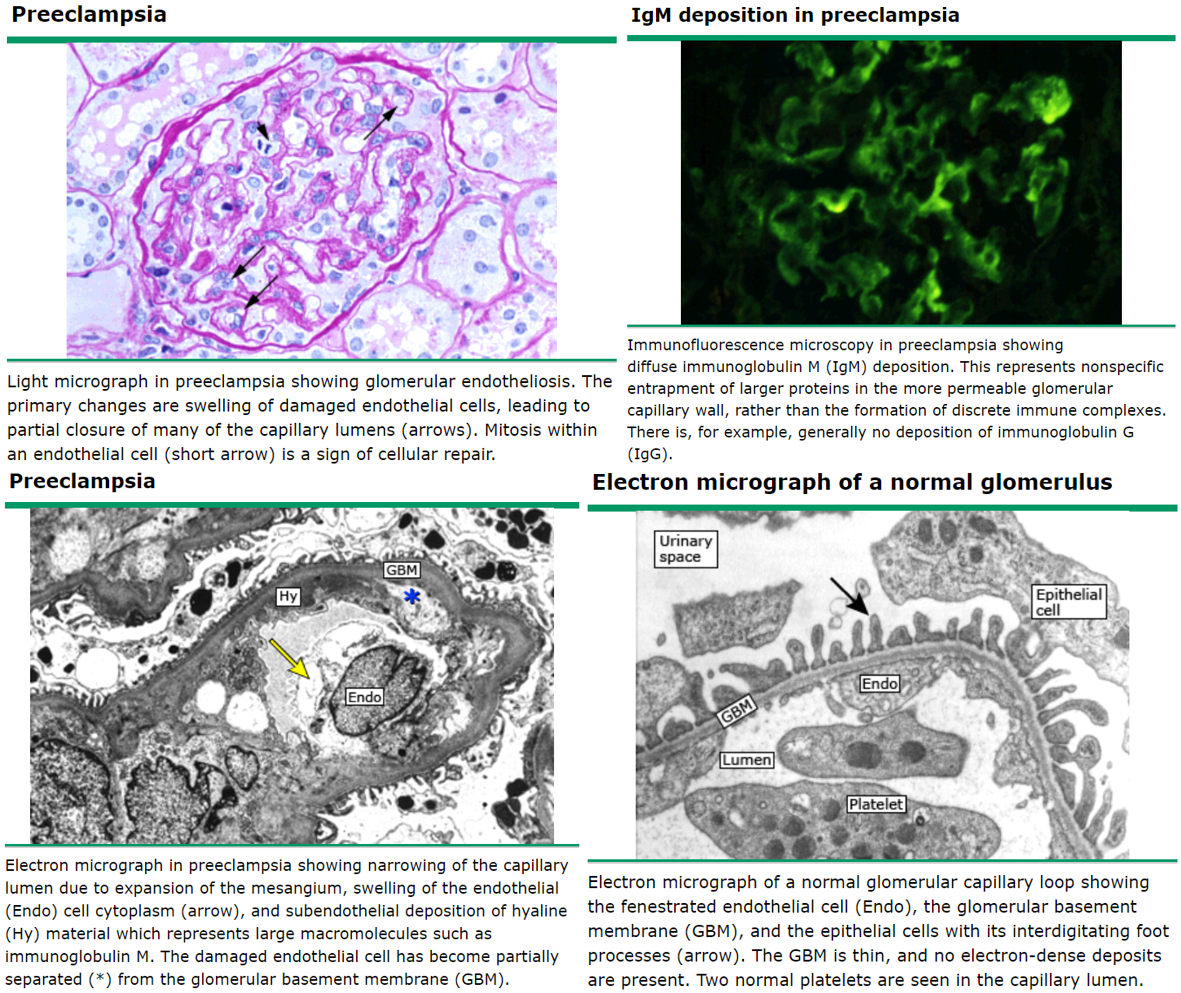 Preeclampsia
Light micrograph in preeclampsia showing glomerular endotheliosis. The
primary changes are swelling of damaged endothelial cells, leading to
partial closure of many of the capillary lumens (arrows). Mitosis within
an endothelial cell (short arrow) is a sign of cellular repair.
IgM deposition in preeclampsia
Immunofluorescence microscopy in preeclampsia showing
diffuse immunoglobulin M (IgM) deposition. This represents nonspecific
entrapment of larger proteins in the more permeable glomerular
capillary wall, rather than the formation of discrete immune complexes.
There is, for example, generally no deposition of immunoglobulin G
(IgG).
Preeclampsia
GBM
*
Hy
Endo
Electron micrograph in preeclampsia showing narrowing of the capillary
lumen due to expansion of the mesangium, swelling of the endothelial
(Endo) cell cytoplasm (arrow), and subendothelial deposition of hyaline
(Hy) material which represents large macromolecules such as
immunoglobulin M. The damaged endothelial cell has become partially
separated (*) from the glomerular basement membrane (GBM).
Electron micrograph of a normal glomerulus
Urinary
space
Epithelial
cell
Endo
GBM
Lumen
Platelet
Electron micrograph of a normal glomerular capillary loop showing
the fenestrated endothelial cell (Endo), the glomerular basement
membrane (GBM), and the epithelial cells with its interdigitating foot
processes (arrow). The GBM is thin, and no electron-dense deposits
are present. Two normal platelets are seen in the capillary lumen.